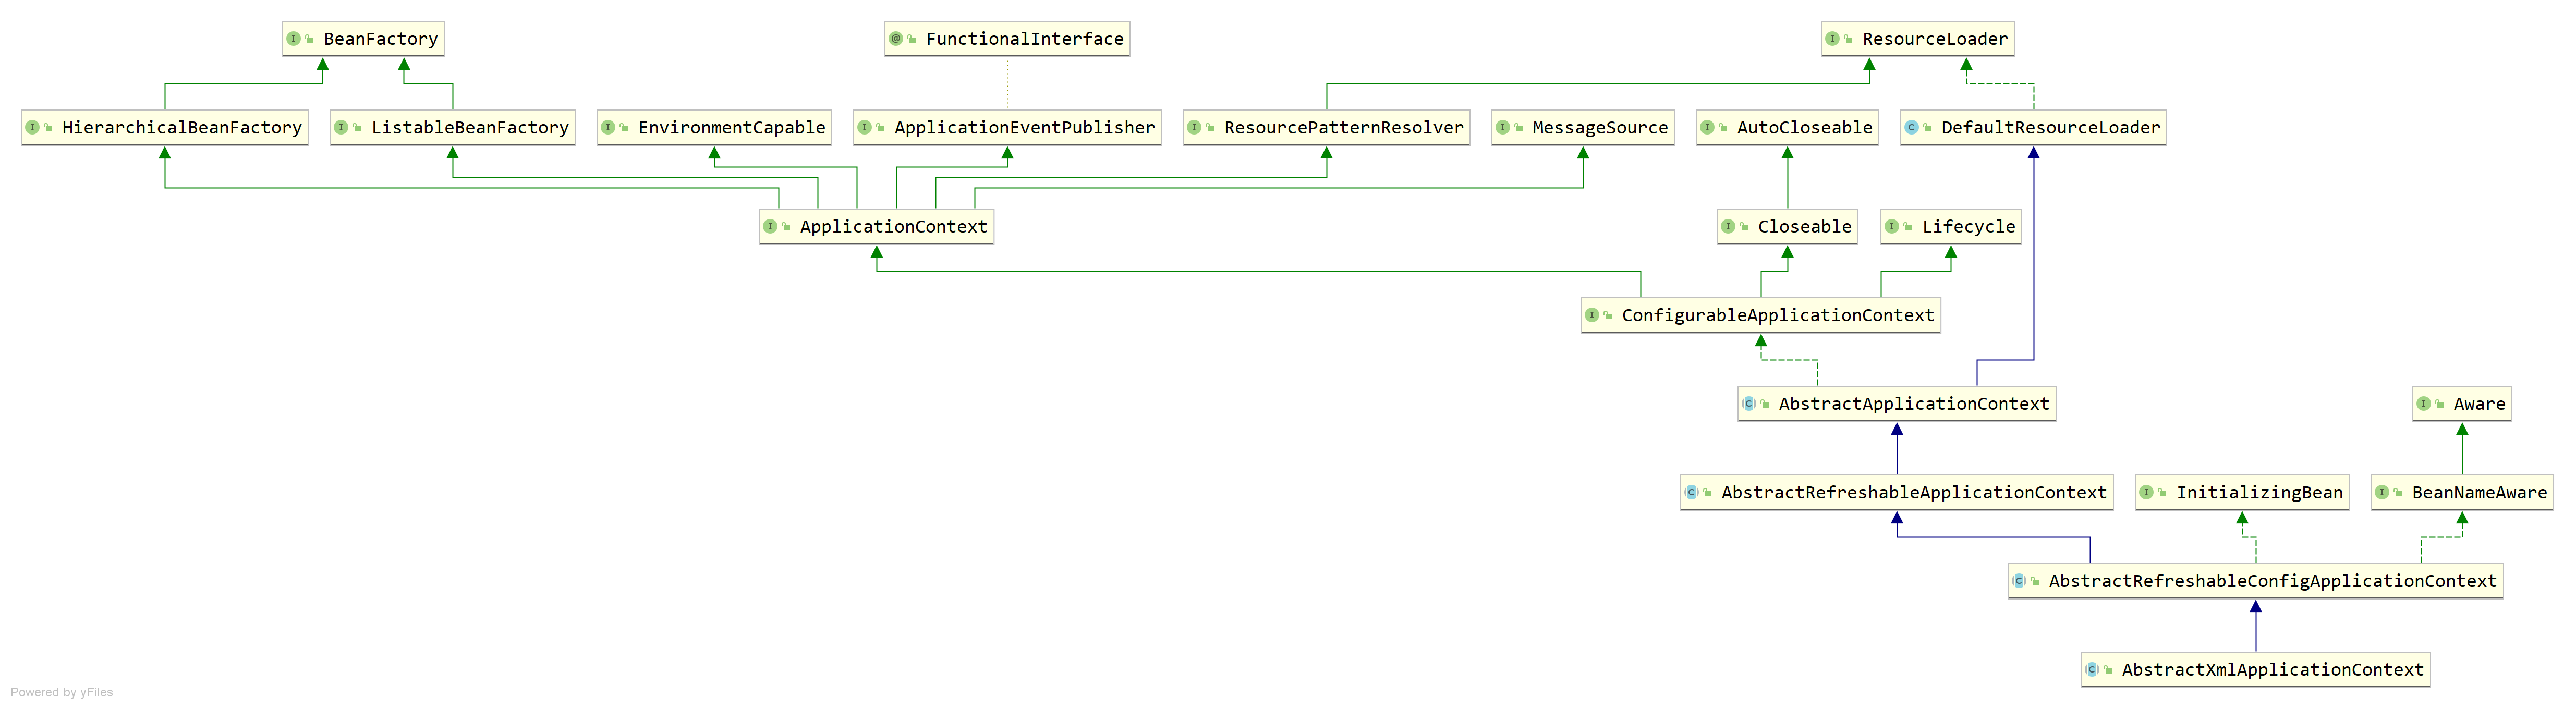 BeanFactory
FunctionalInterface
ResourceLoader
HierarchicalBeanFactory
ListableBeanFactory
EnvironmentCapable
ApplicationEventPublisher
ResourcePatternResolver
MessageSource
AutoCloseable
DefaultResourceLoader
ApplicationContext
Closeable
Lifecycle
ConfigurableApplicationContext
AbstractApplicationContext
Aware
AbstractRefreshableApplicationContext
InitializingBean
BeanNameAware
AbstractRefreshableConfigApplicationContext
AbstractXmlApplicationContext
Powered by yFiles